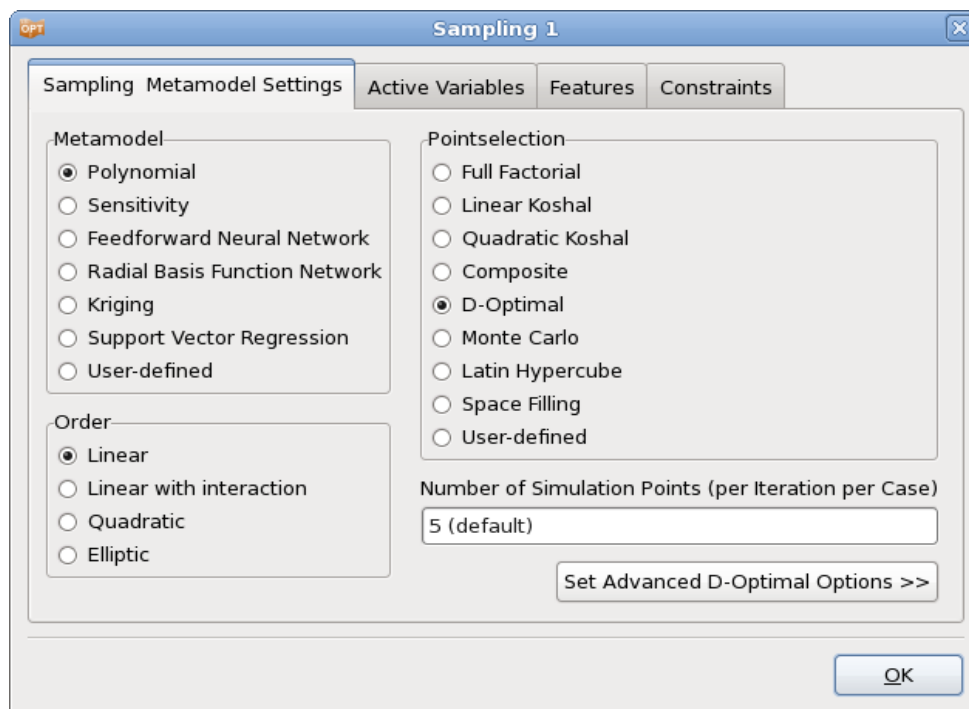 OPT
Sampling 1
Sampling Metamodel Settings
Active Variables
Features
Constraints
Metamodel
Polynomial
Sensitivity
Feedforward Neural Network
Radial Basis Function Network
Kriging
Support Vector Regression
User-defined
Order
Linear
Linear with interaction
Quadratic
Elliptic
Pointselection
Full Factorial
Linear Koshal
Quadratic Koshal
Composite
D-Optimal
Monte Carlo
Latin Hypercube
Space Filling
User-defined
Number of Simulation Points (per Iteration per Case)
5 (default)
Set Advanced D-Optimal Options >>
OK